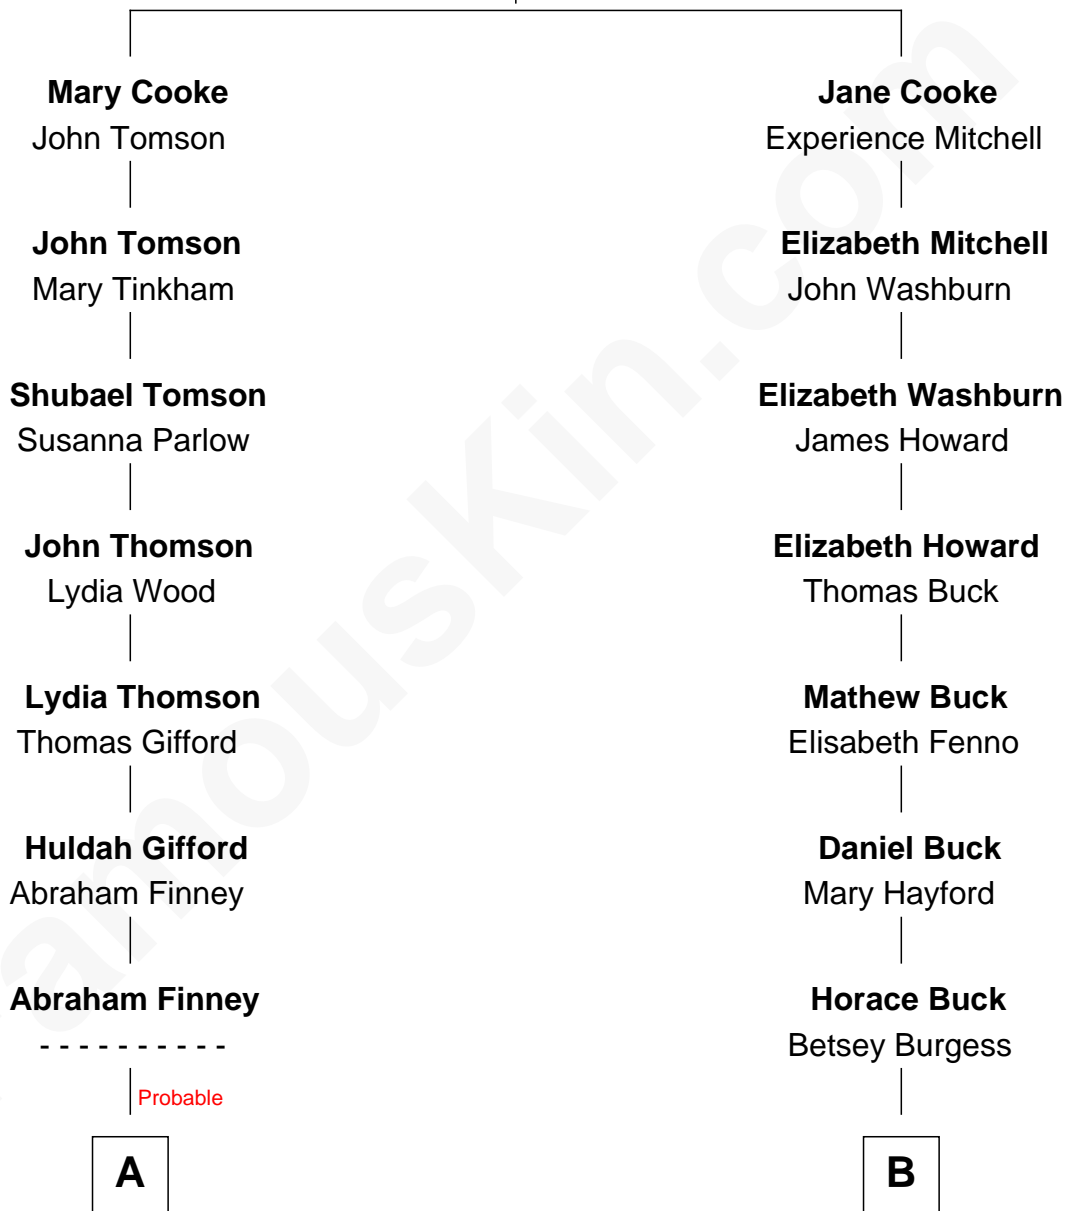 Mary Cooke
John Tomson
John Tomson
Mary Tinkham
Shubael Tomson
Susanna Parlow
John Thomson
Lydia Wood
Lydia Thomson
Thomas Gifford
Huldah Gifford
Abraham Finney
Abraham Finney
- - - - - - - - - -
Probable
A
Jane Cooke
Experience Mitchell
Elizabeth Mitchell
John Washburn
Elizabeth Washburn
James Howard
Elizabeth Howard
Thomas Buck
Mathew Buck
Elisabeth Fenno
Daniel Buck
Mary Hayford
Horace Buck
Betsey Burgess
B
amousKin.com